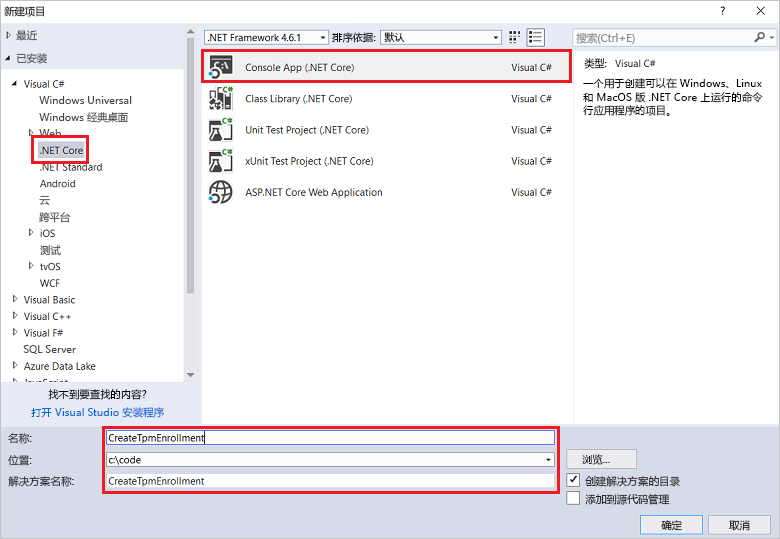 新建项目
最近
已安装
Visual C#
Windows Universal
Windows 经典桌面
Web
.NET Core
.NET Standard
Android
云
跨平台
iOS
测试
tvOS
WCF
Visual Basic
Visual C++
Visual F#
SQL Server
Azure Data Lake
JavaScript
找不到要查找的内容?
打开 Visual Studio 安装程序
.NET Framework 4.6.1 排序依据: 默认
Console App (.NET Core) Visual C#
Class Library (.NET Core) Visual C#
Unit Test Project (.NET Core) Visual C#
xUnit Test Project (.NET Core) Visual C#
ASP.NET Core Web Application Visual C#
搜索(Ctrl+E)
类型: Visual C#
一个用于创建可以在 Windows、Linux
和 MacOS 版 .NET Core 上运行的命令
行应用程序的项目。
名称: CreateTpmEnrollment
位置: c:\code
解决方案名称: CreateTpmEnrollment
浏览...
创建解决方案的目录
添加到源代码管理
确定 取消